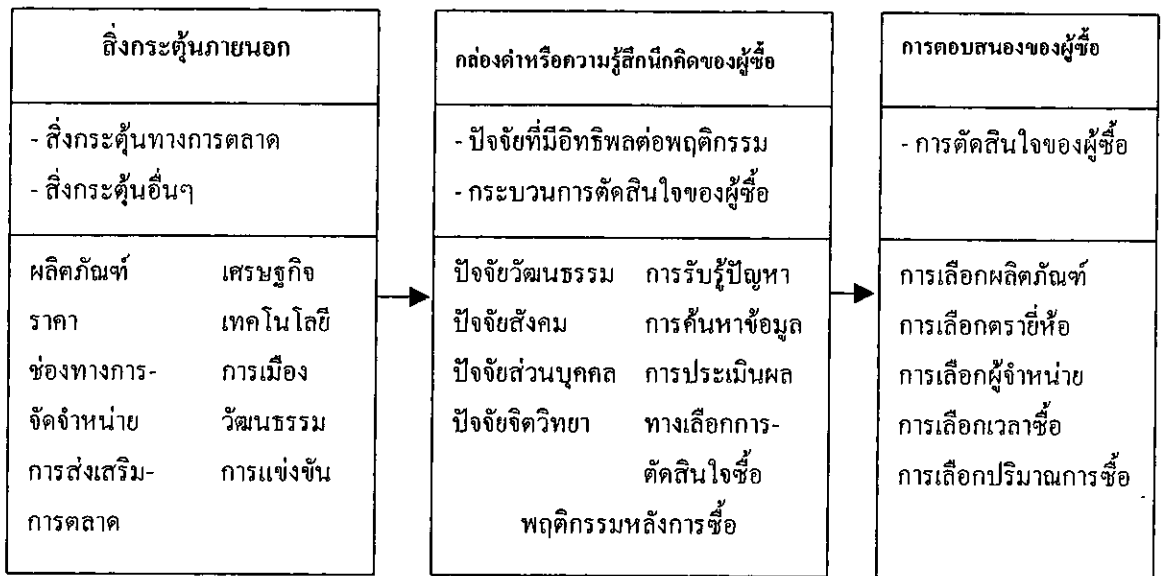 สิ่งกระตุ้นภายนอก
- สิ่งกระตุ้นทางการตลาด
- สิ่งกระตุ้นอื่นๆ
ผลิตภัณฑ์ เศรษฐกิจ
ราคา เทคโนโลยี
ช่องทางการ- การเมือง
จัดจำหน่าย วัฒนธรรม
การส่งเสริม- การแข่งขัน
การตลาด
กล่องดำหรือความรู้สึกนึกคิดของผู้ซื้อ
- ปัจจัยที่มีอิทธิพลต่อพฤติกรรม
- กระบวนการตัดสินใจของผู้ซื้อ
ปัจจัยวัฒนธรรม การรับรู้ปัญหา
ปัจจัยสังคม การค้นหาข้อมูล
ปัจจัยส่วนบุคคล การประเมินผล
ปัจจัยจิตวิทยา ทางเลือกการ-
ตัดสินใจซื้อ
พฤติกรรมหลังการซื้อ
การตอบสนองของผู้ซื้อ
- การตัดสินใจของผู้ซื้อ
การเลือกผลิตภัณฑ์
การเลือกตรายี่ห้อ
การเลือกผู้จำหน่าย
การเลือกเวลาซื้อ
การเลือกปริมาณการซื้อ